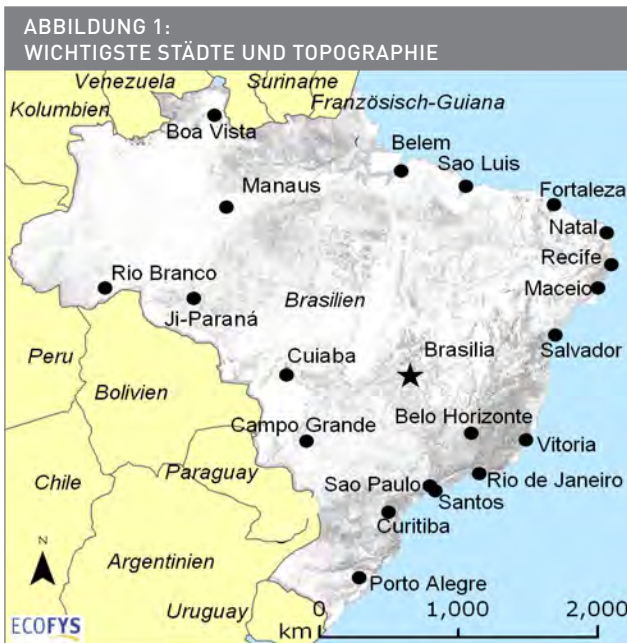 ABBILDUNG 1:
WICHTIGSTE STÄDTE UND TOPOGRAPHIE
Venezuela
Suriname
Kolumbien
Französisch-Guiana
Boa Vista
Belem
Sao Luis
Manaus
Fortaleza
Natal
Recife
Rio Branco
Brasilien
Maceio
Ji-Paraná
Peru
Cuiaba
Brasilia
Salvador
Bolivien
Campo Grande
Belo Horizonte
Vitoria
Chile
Paraguay
Sao Paulo
Rio de Janeiro
Santos
Curitiba
N
Argentinien
Porto Alegre
Uruguay
0 1,000 2,000
km
ECOFYS